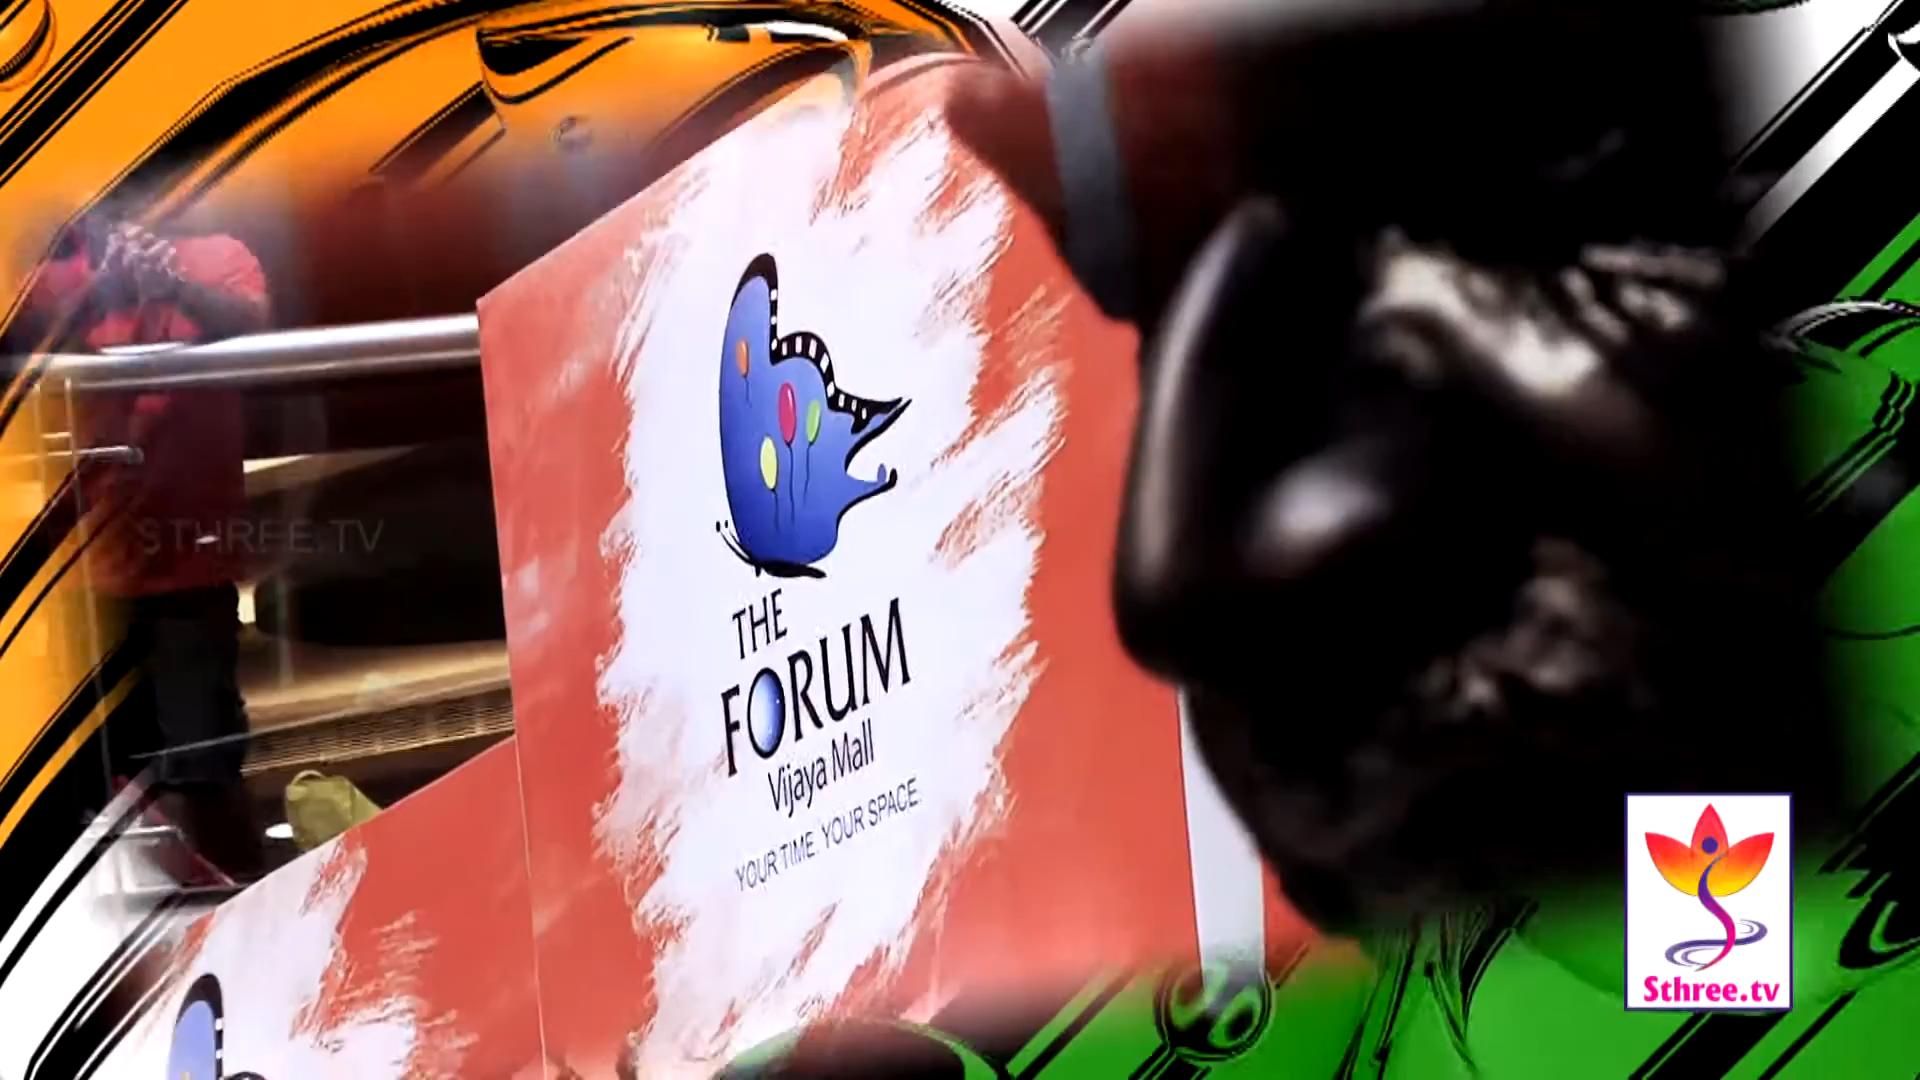 STHREE.TV
THE
FORUM
Vijaya Mall
YOUR TIME. YOUR SPACE.
Sthree.tv